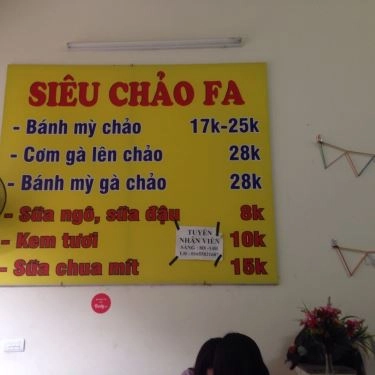 SIÊU CHẢO FA
- Bánh mỳ chảo 17k-25k
- Cơm gà lên chảo 28k
- Bánh mỳ gà chảo 28k
- Sữa ngô, sữa đậu 8k
- Kem tươi 10k
- Sữa chua mít 15k
TUYỂN
NHÂN VIÊN